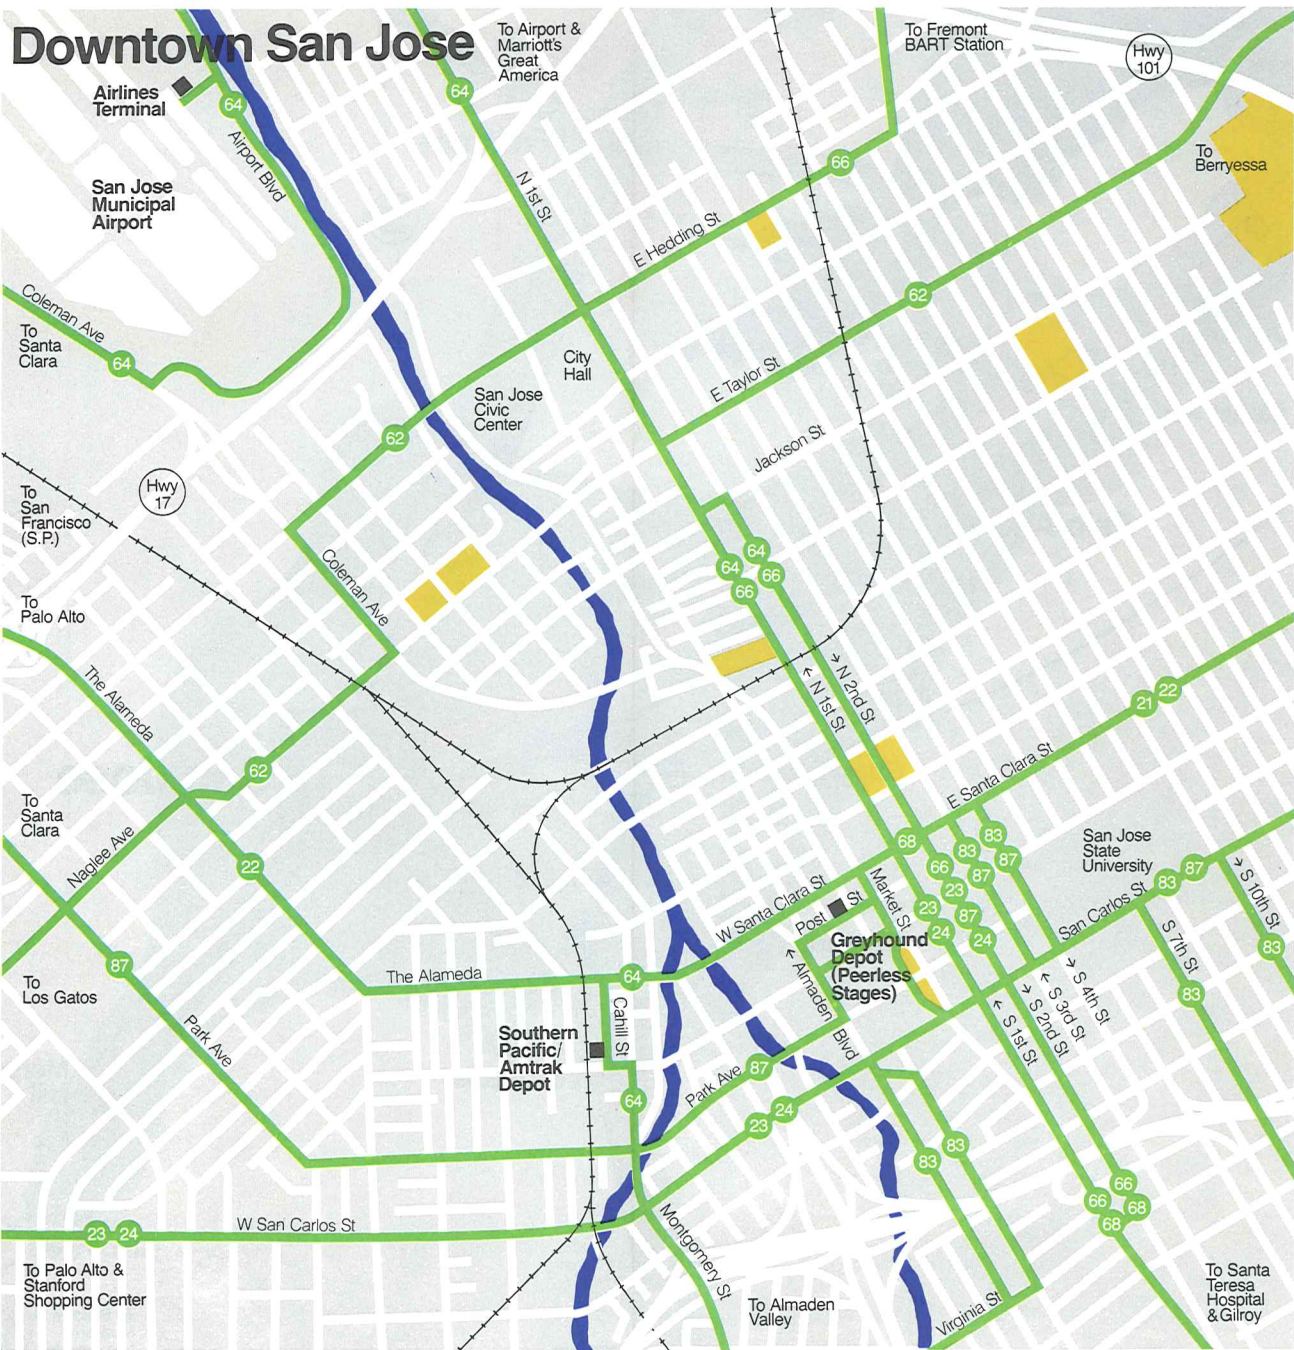 Downtown San Jose
To Airport &
Marriott's
Great
America
To Fremont
BART Station
Hwy
101
Airlines
Terminal
64
64
Airport Blvd
San Jose
Municipal
Airport
N 1st St
66
To
Berryessa
E Hedding St
Coleman Ave
To
Santa
Clara
64
62
City
Hall
E Taylor St
San Jose
Civic
Center
62
Jackson St
Hwy
17
To
San
Francisco
(S.P.)
Coleman Ave
64
64
66
66
To
Palo Alto
The Alameda
← N 1st St
→ N 2nd St
21
22
62
E Santa Clara St
To
Santa
Clara
Naglee Ave
22
68
83
83
87
66
87
23
San Jose
State
University
83
87
San Carlos St
→ S 10th St
83
W Santa Clara St
Market St
Post St
23
87
24
24
Greyhound
Depot
(Peerless
Stages)
← Almaden Blvd
S 7th St
83
87
To
Los Gatos
The Alameda
64
Cahill St
Southern
Pacific/
Amtrak
Depot
→ S 4th St
← S 3rd St
→ S 2nd St
← S 1st St
Park Ave
64
Park Ave
87
23
24
83
83
66
66
68
68
23
24
W San Carlos St
Montgomery St
To Palo Alto &
Stanford
Shopping Center
To Almaden
Valley
Virginia St
To Santa
Teresa
Hospital
& Gilroy